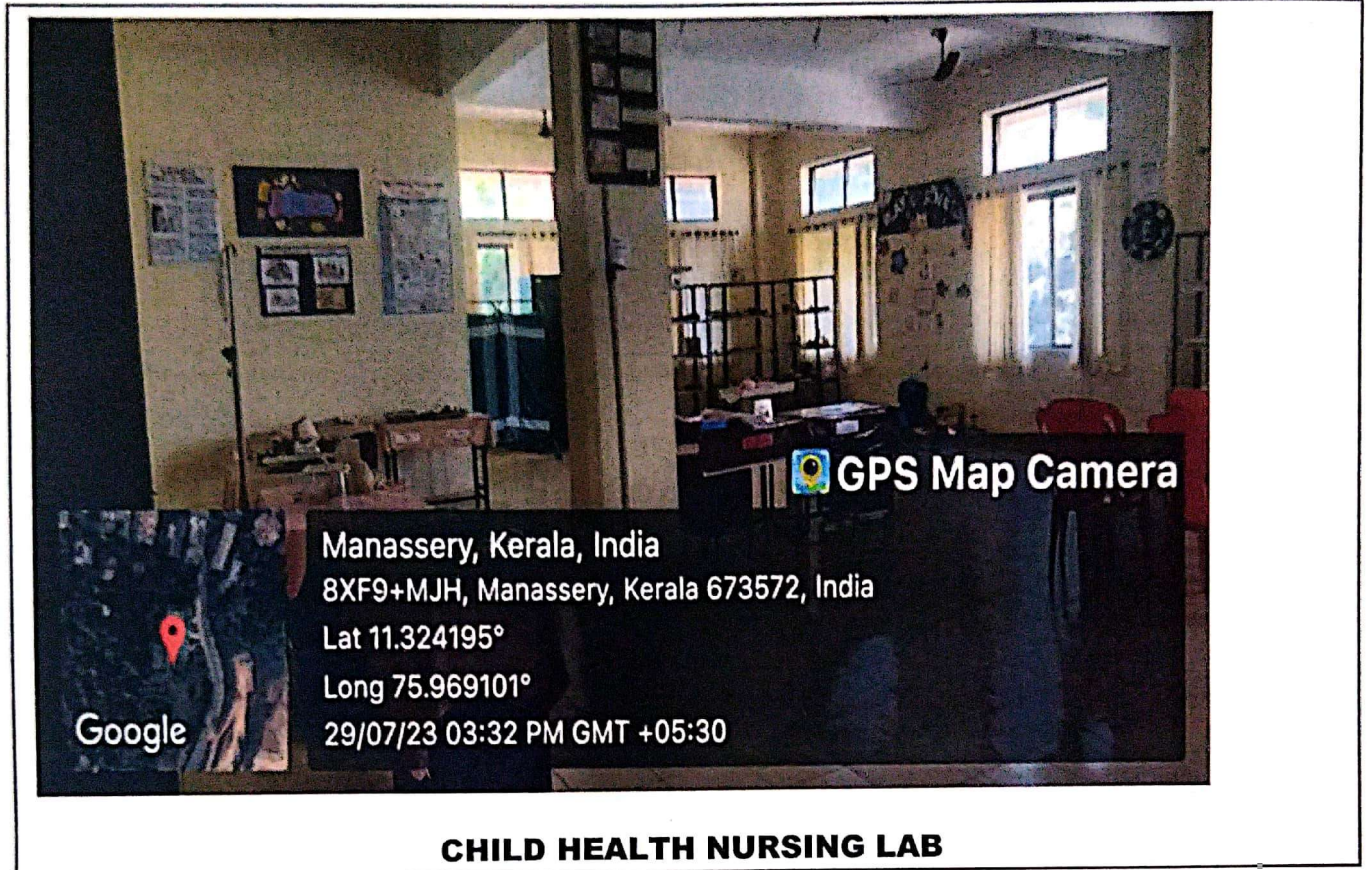 GPS Map Camera
Manassery, Kerala, India
8XF9+MJH, Manassery, Kerala 673572, India
Lat 11.324195°
Long 75.969101°
29/07/23 03:32 PM GMT +05:30
Google
CHILD HEALTH NURSING LAB